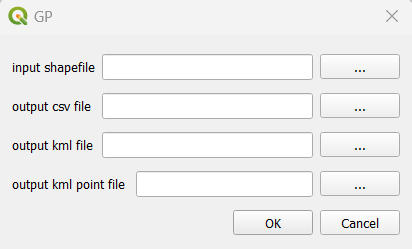 GP
input shapefile ...
output csv file ...
output kml file ...
output kml point file ...
OK Cancel